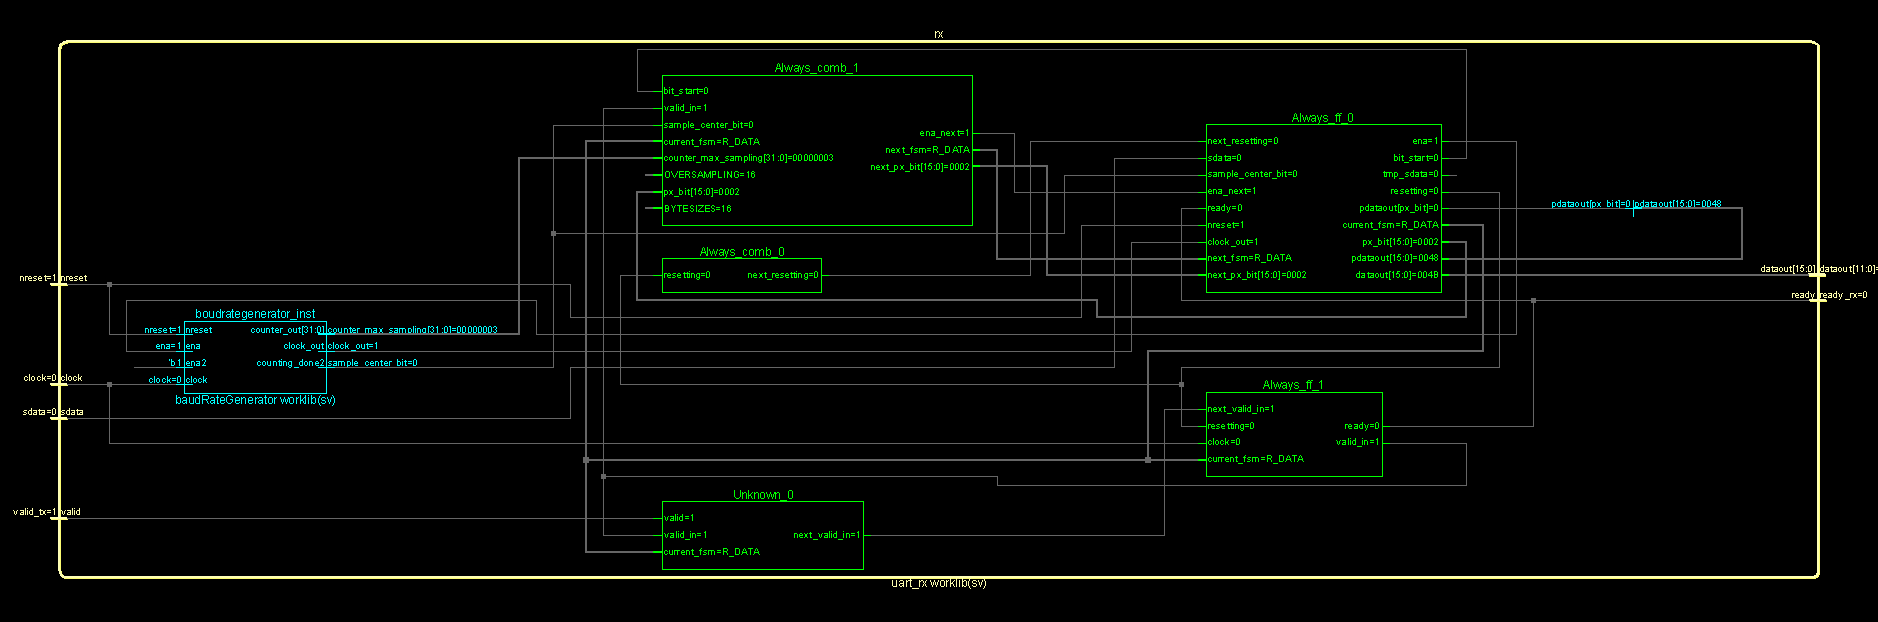 rx
Always_comb_1
bit_start=0
valid_in=1
sample_center_bit=0
current_fsm=R_DATA
counter_max_sampling[31:0]=00000003
OVERSAMPLING=16
px_bit[15:0]=0002
BYTESIZES=16
ena_next=1
next_fsm=R_DATA
next_px_bit[15:0]=0002
Always_ff_0
next_resetting=0
sdata=0
sample_center_bit=0
ena_next=1
ready=0
nreset=1
clock_out=1
next_fsm=R_DATA
next_px_bit[15:0]=0002
ena=1
bit_start=0
tmp_sdata=0
resetting=0
pdataout[px_bit]=0
current_fsm=R_DATA
px_bit[15:0]=0002
pdataout[15:0]=0048
dataout[15:0]=0049
pdataout[px_bit]=0 pdataout[15:0]=0048
Always_comb_0
resetting=0
next_resetting=0
nreset=1 nreset
dataout[15:0] dataout[11:0]=
ready ready_rx=0
boudrategenerator_inst
nreset=1 nreset
ena=1 ena
'b1 ena2
clock=0 clock
counter_out[31:0] counter_max_sampling[31:0]=00000003
clock_out clock_out=1
counting_done2 sample_center_bit=0
baudRateGenerator worklib(sv)
clock=0 clock
sdata=0 sdata
Always_ff_1
next_valid_in=1
resetting=0
clock=0
current_fsm=R_DATA
ready=0
valid_in=1
Unknown_0
valid=1
valid_in=1
current_fsm=R_DATA
next_valid_in=1
valid_tx=1 valid
uart_rx worklib(sv)